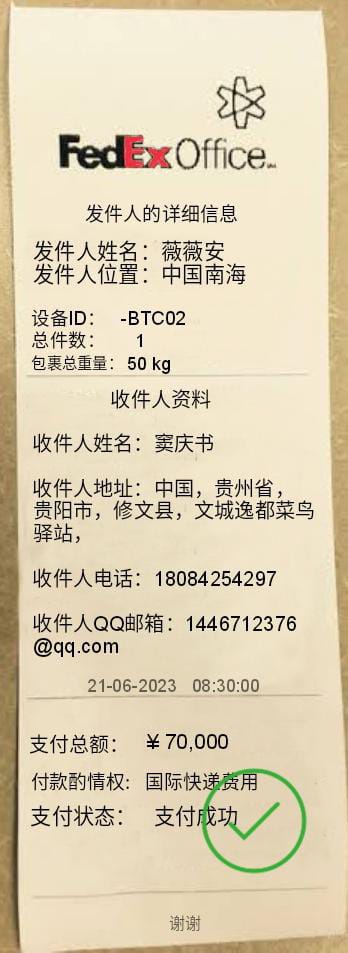 FedEx Office
发件人的详细信息
发件人姓名：薇薇安
发件人位置：中国南海
设备ID： -BTC02
总件数： 1
包裹总重量：50 kg
收件人资料
收件人姓名：窦庆书
收件人地址：中国，贵州省，
贵阳市，修文县，文城逸都菜鸟
驿站，
收件人电话：18084254297
收件人QQ邮箱：1446712376
@qq.com
21-06-2023 08:30:00
支付总额： ￥70,000
付款酌情权： 国际快递费用
支付状态： 支付成功
谢谢